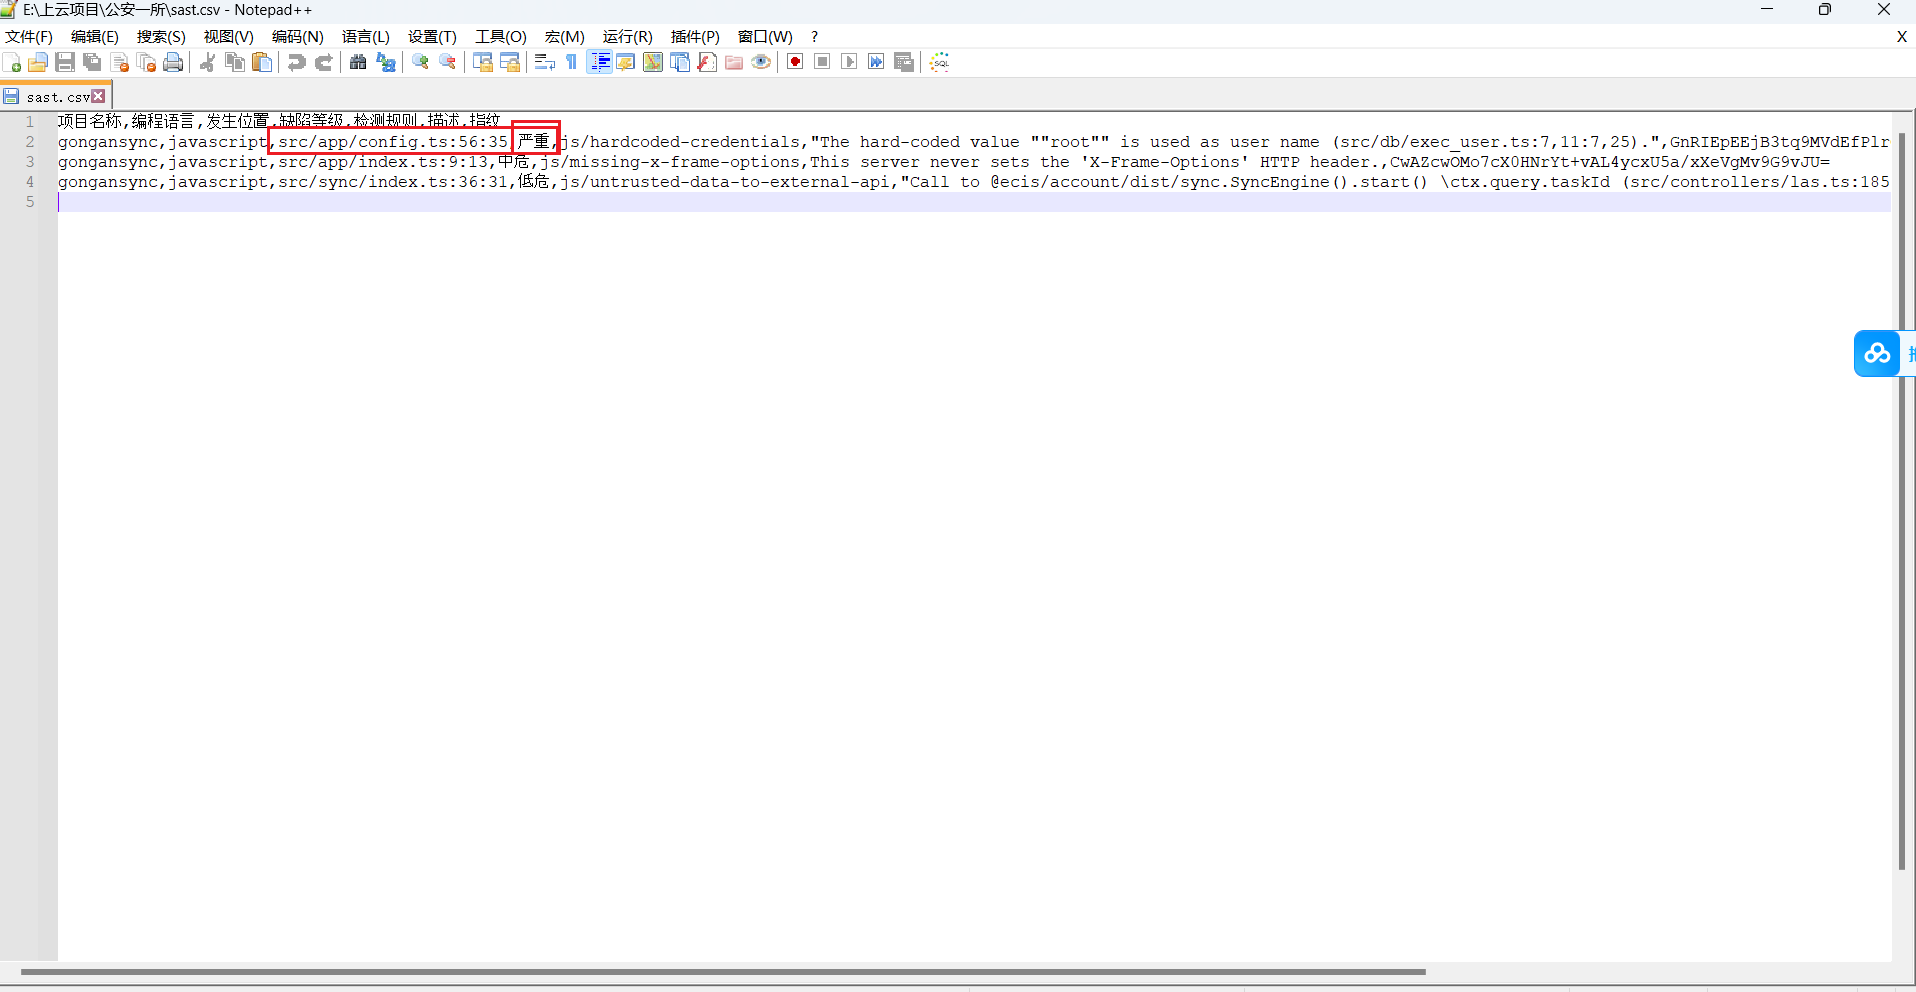 E:\上云项目\公安一所\sast.csv - Notepad++
文件(F) 编辑(E) 搜索(S) 视图(V) 编码(N) 语言(L) 设置(T) 工具(O) 宏(M) 运行(R) 插件(P) 窗口(W) ? X
SQL
sast.csv
1 项目名称,编程语言,发生位置,缺陷等级,检测规则,描述,指纹
2 gongansync,javascript,src/app/config.ts:56:35,严重,js/hardcoded-credentials,"The hard-coded value ""root"" is used as user name (src/db/exec_user.ts:7,11:7,25).",GnRIEpEEjB3tq9MVdEfPlr
3 gongansync,javascript,src/app/index.ts:9:13,中危,js/missing-x-frame-options,This server never sets the 'X-Frame-Options' HTTP header.,CwAZcwOMo7cX0HNrYt+vAL4ycxU5a/xXeVgMv9G9vJU=
4 gongansync,javascript,src/sync/index.ts:36:31,低危,js/untrusted-data-to-external-api,"Call to @ecis/account/dist/sync.SyncEngine().start() \ctx.query.taskId (src/controllers/las.ts:185
5